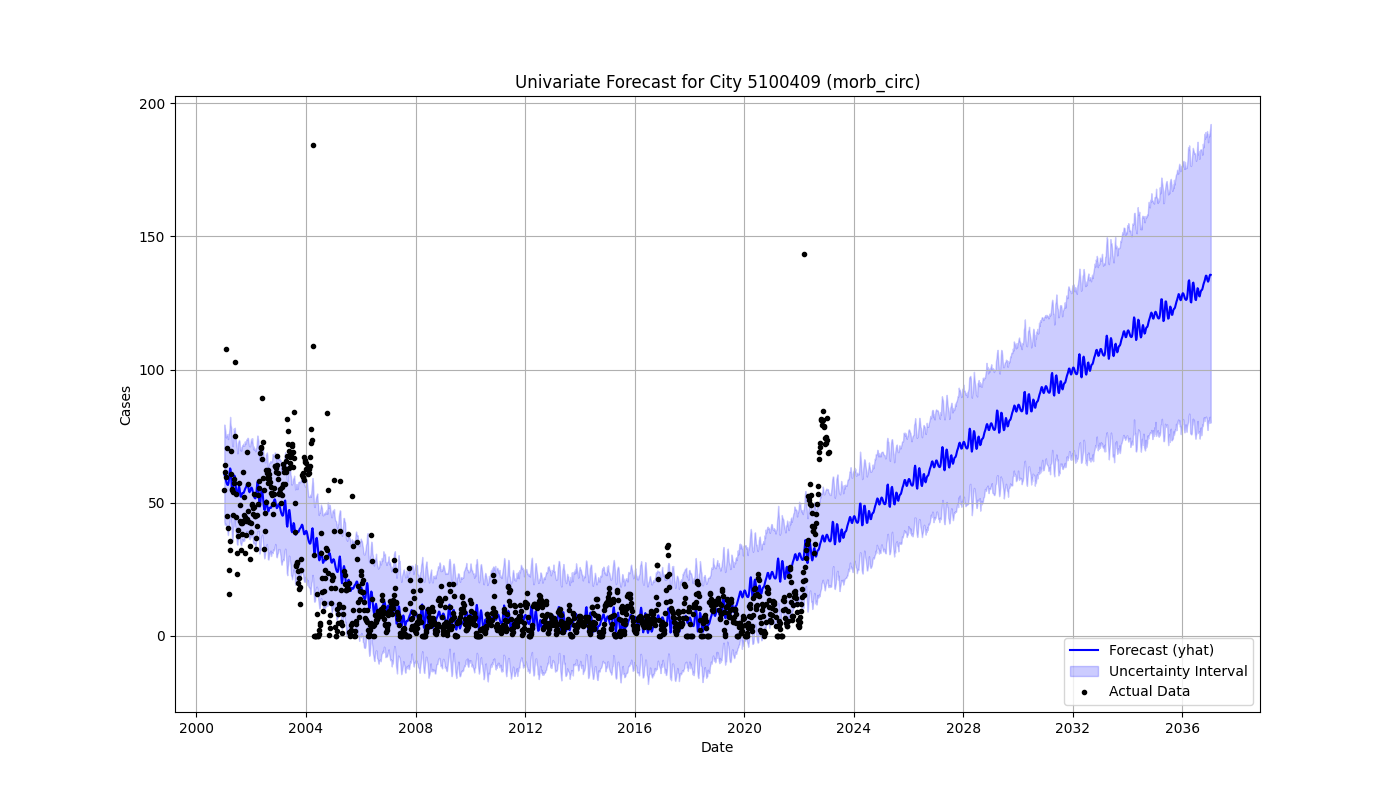 Univariate Forecast for City 5100409 (morb_circ)
200
150
100
50
0
Cases
2000 2004 2008 2012 2016 2020 2024 2028 2032 2036
Date
Forecast (yhat)
Uncertainty Interval
Actual Data